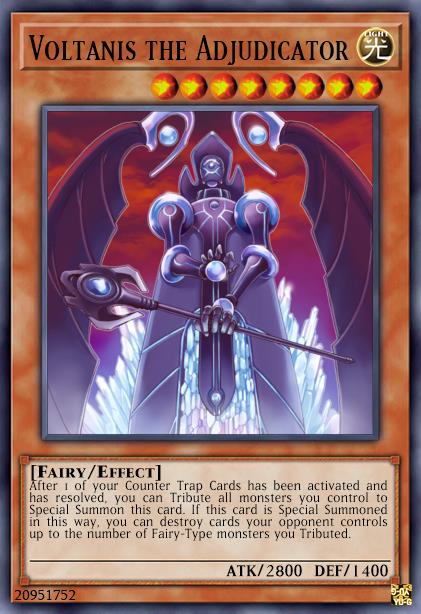 VOLTANIS THE ADJUDICATOR
LIGHT
光
[FAIRY/EFFECT]
After 1 of your Counter Trap Cards has been activated and
has resolved, you can Tribute all monsters you control to
Special Summon this card. If this card is Special Summoned
in this way, you can destroy cards your opponent controls
up to the number of Fairy-Type monsters you Tributed.
ATK/2800 DEF/1400
20951752